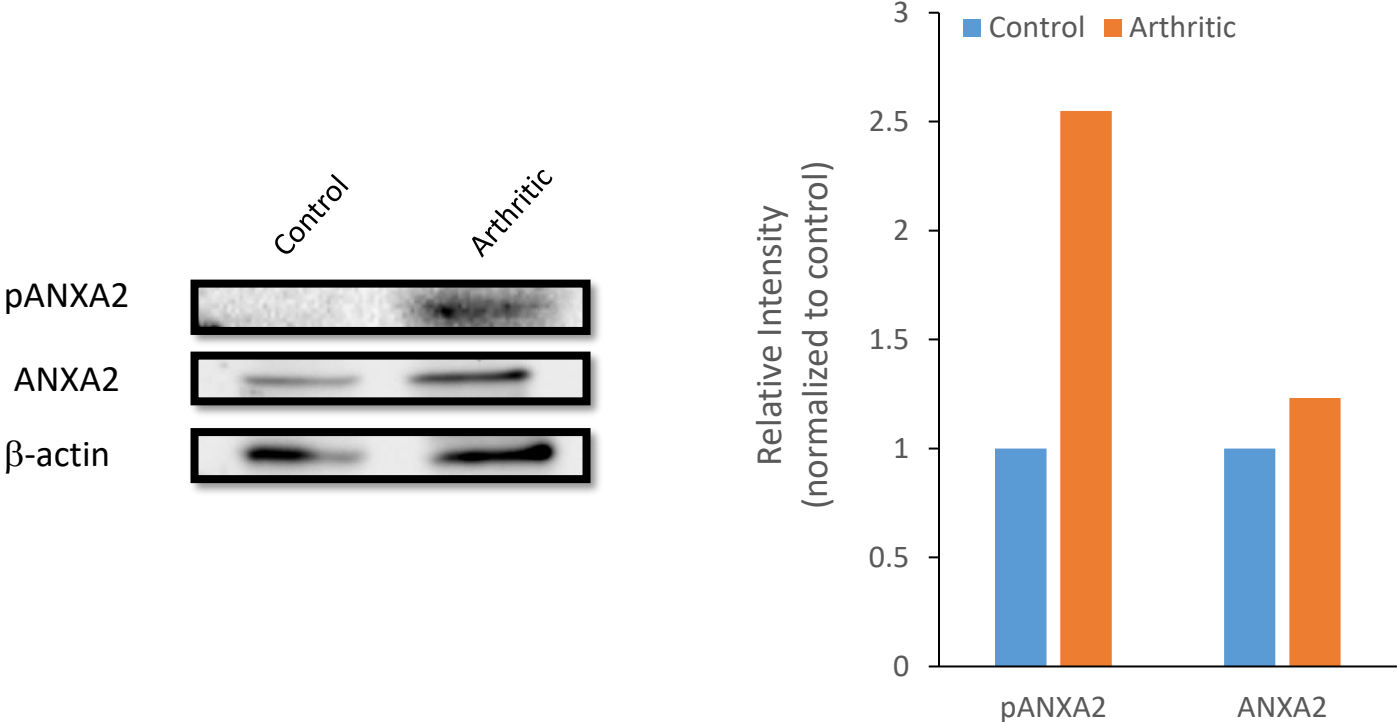 Control
Arthritic
pANXA2
ANXA2
β-actin
Control
Arthritic
Relative Intensity
(normalized to control)
3
2.5
2
1.5
1
0.5
0
pANXA2
ANXA2